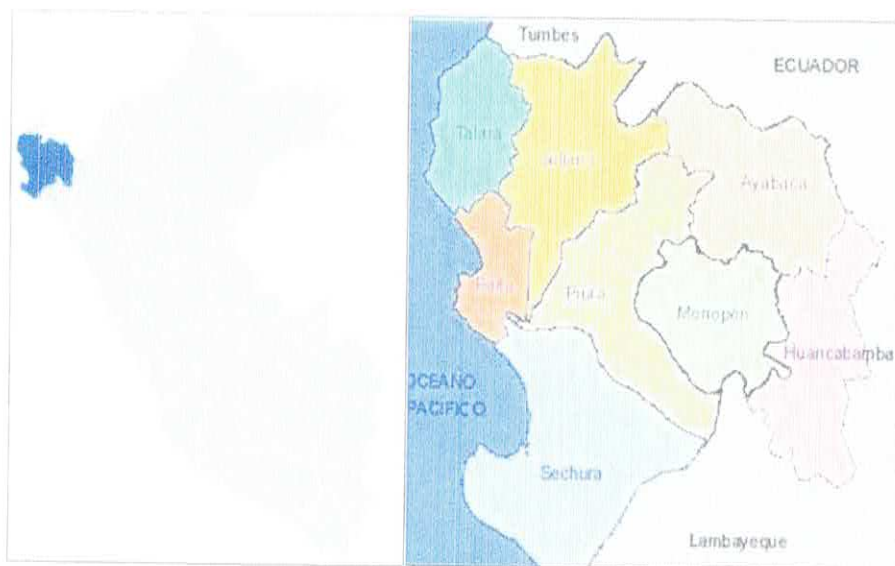 Tumbes
ECUADOR
Talara
Ayabaca
Paita
Piura
Morropón
Huancabamba
OCEANO
PACIFICO
Sechura
Lambayeque